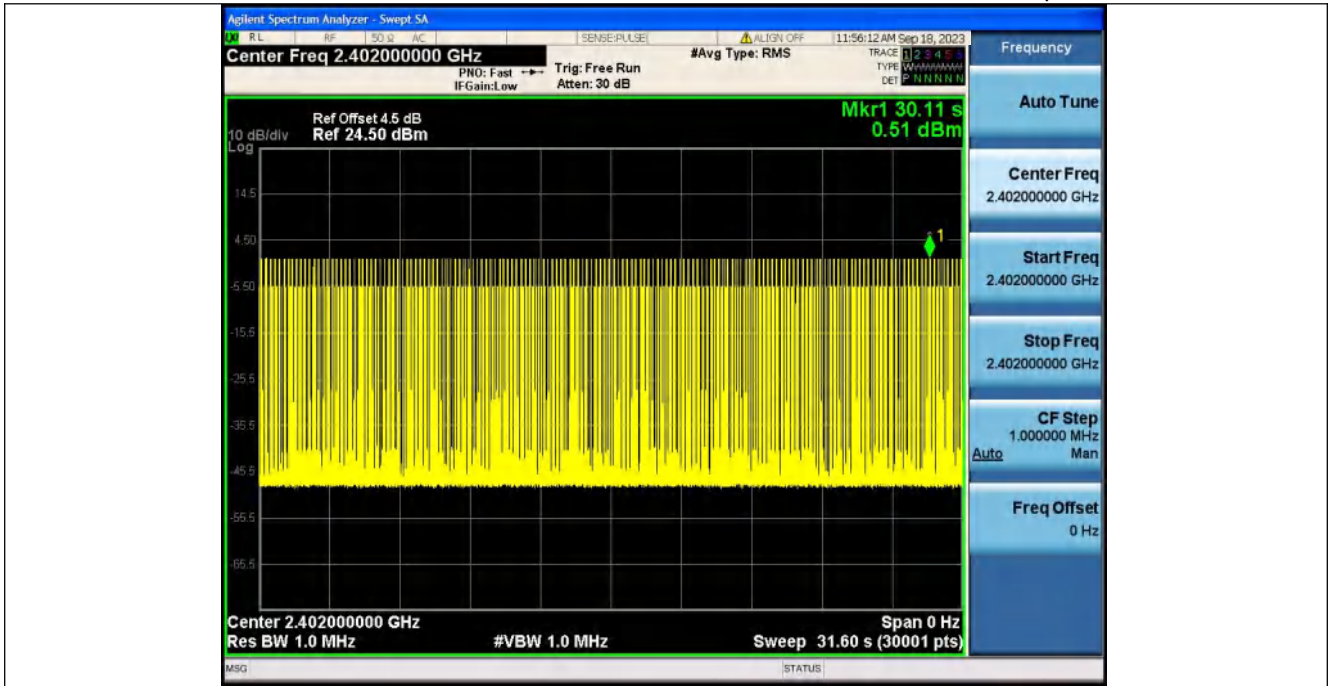 Agilent Spectrum Analyzer - Swept SA
RL RF 50 Ω AC SENSE:PULSE ALIGN OFF 11:56:12 AM Sep 18, 2023
Center Freq 2.402000000 GHz #Avg Type: RMS TRACE 1 2 3 4 5 6
PNO: Fast Trig: Free Run TYPE
IFGain:Low Atten: 30 dB DET P N N N N N
Frequency
Mkr1 30.11 s
0.51 dBm
Ref Offset 4.5 dB
10 dB/div Ref 24.50 dBm
Log
14.5
4.50
-5.50
-15.5
-25.5
-35.5
-45.5
-55.5
-65.5
1
Center 2.402000000 GHz Span 0 Hz
Res BW 1.0 MHz #VBW 1.0 MHz Sweep 31.60 s (30001 pts)
MSG STATUS
Auto Tune
Center Freq
2.402000000 GHz
Start Freq
2.402000000 GHz
Stop Freq
2.402000000 GHz
CF Step
1.000000 MHz
Auto Man
Freq Offset
0 Hz